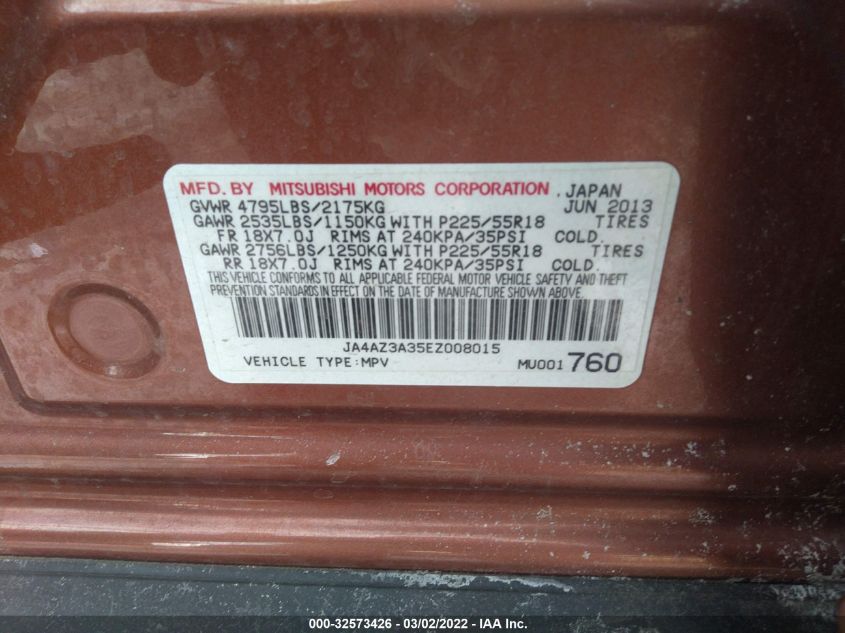 MFD. BY MITSUBISHI MOTORS CORPORATION , JAPAN
GVWR 4795LBS/2175KG JUN 2013
GAWR 2535LBS/1150KG WITH P225/55R18 TIRES
FR 18X7.0J RIMS AT 240KPA/35PSI COLD.
GAWR 2756LBS/1250KG WITH P225/55R18 TIRES
RR 18X7.0J RIMS AT 240KPA/35PSI COLD.
THIS VEHICLE CONFORMS TO ALL APPLICABLE FEDERAL MOTOR VEHICLE SAFETY AND THEFT
PREVENTION STANDARDS IN EFFECT ON THE DATE OF MANUFACTURE SHOWN ABOVE.
JA4AZ3A35EZ008015
VEHICLE TYPE:MPV MU001760
000-32573426 - 03/02/2022 - IAA Inc.